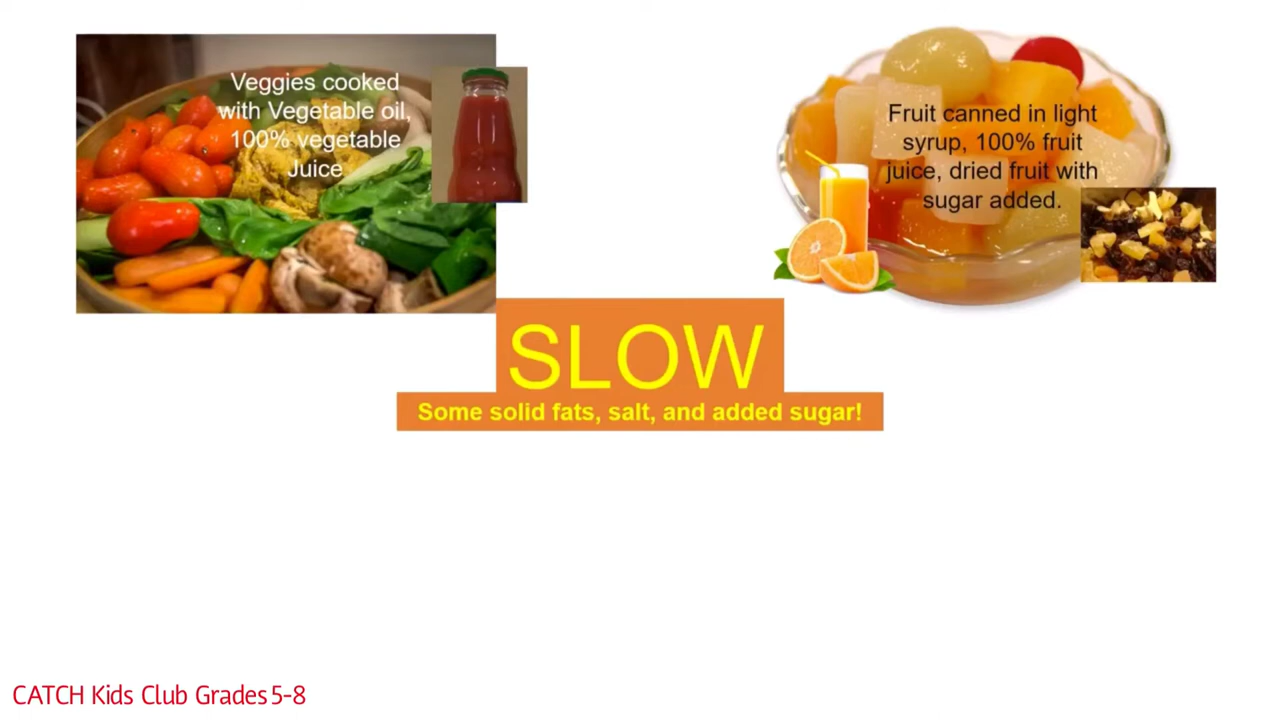 Veggies cooked
with Vegetable oil,
100% vegetable
Juice
Fruit canned in light
syrup, 100% fruit
juice, dried fruit with
sugar added.
SLOW
Some solid fats, salt, and added sugar!
CATCH Kids Club Grades 5-8